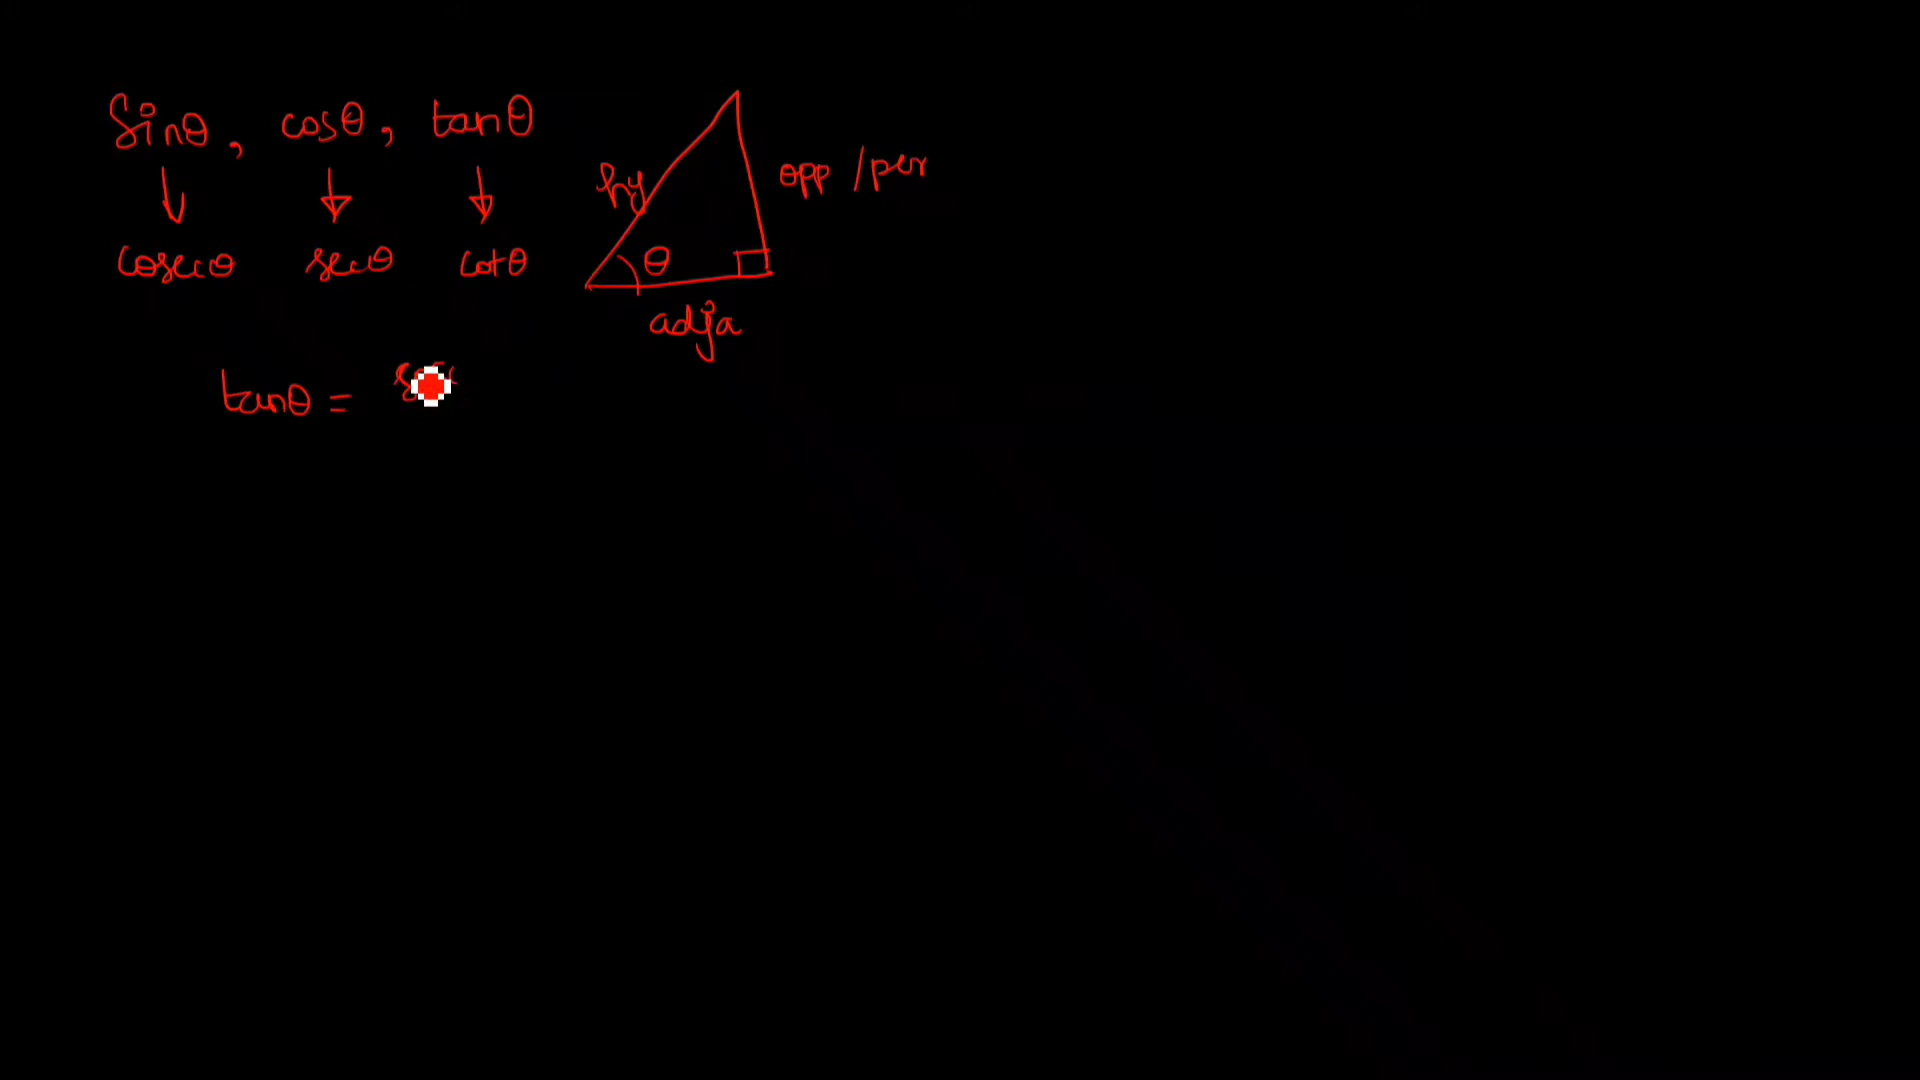 Sinθ, cosθ, tanθ
hy
opp /per
cosecθ secθ cotθ
θ
adja
tanθ =